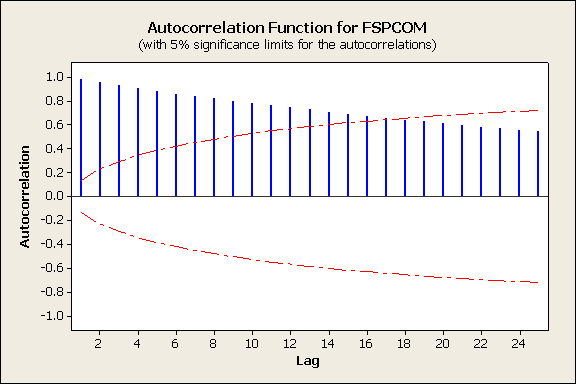 Autocorrelation Function for FSPCOM
(with 5% significance limits for the autocorrelations)
1.0
0.8
0.6
0.4
0.2
0.0
-0.2
-0.4
-0.6
-0.8
-1.0
Autocorrelation
2 4 6 8 10 12 14 16 18 20 22 24
Lag